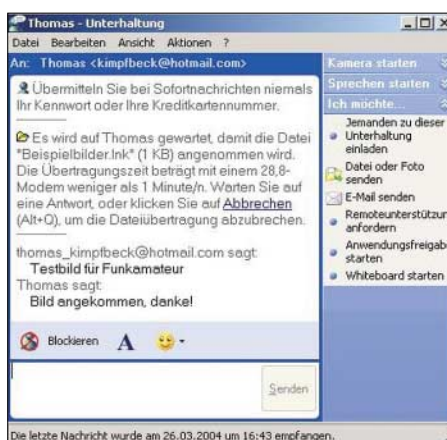 Thomas - Unterhaltung
Datei Bearbeiten Ansicht Aktionen ?
An: Thomas <kimpfbeck@hotmail.com>
Übermitteln Sie bei Sofortnachrichten niemals
Ihr Kennwort oder Ihre Kreditkartennummer.
Es wird auf Thomas gewartet, damit die Datei
"Beispielbilder.lnk" (1 KB) angenommen wird.
Die Übertragungszeit beträgt mit einem 28,8-
Modem weniger als 1 Minute/n. Warten Sie auf
eine Antwort, oder klicken Sie auf Abbrechen
(Alt+Q), um die Dateiübertragung abzubrechen.
thomas_kimpfbeck@hotmail.com sagt:
Testbild für Funkamateur
Thomas sagt:
Bild angekommen, danke!
Blockieren A
Senden
Die letzte Nachricht wurde am 26.03.2004 um 16:43 empfangen.
Kamera starten
Sprechen starten
Ich möchte...
Jemanden zu dieser
Unterhaltung
einladen
Datei oder Foto
senden
E-Mail senden
Remoteunterstützur
anfordern
Anwendungsfreigab
starten
Whiteboard starten